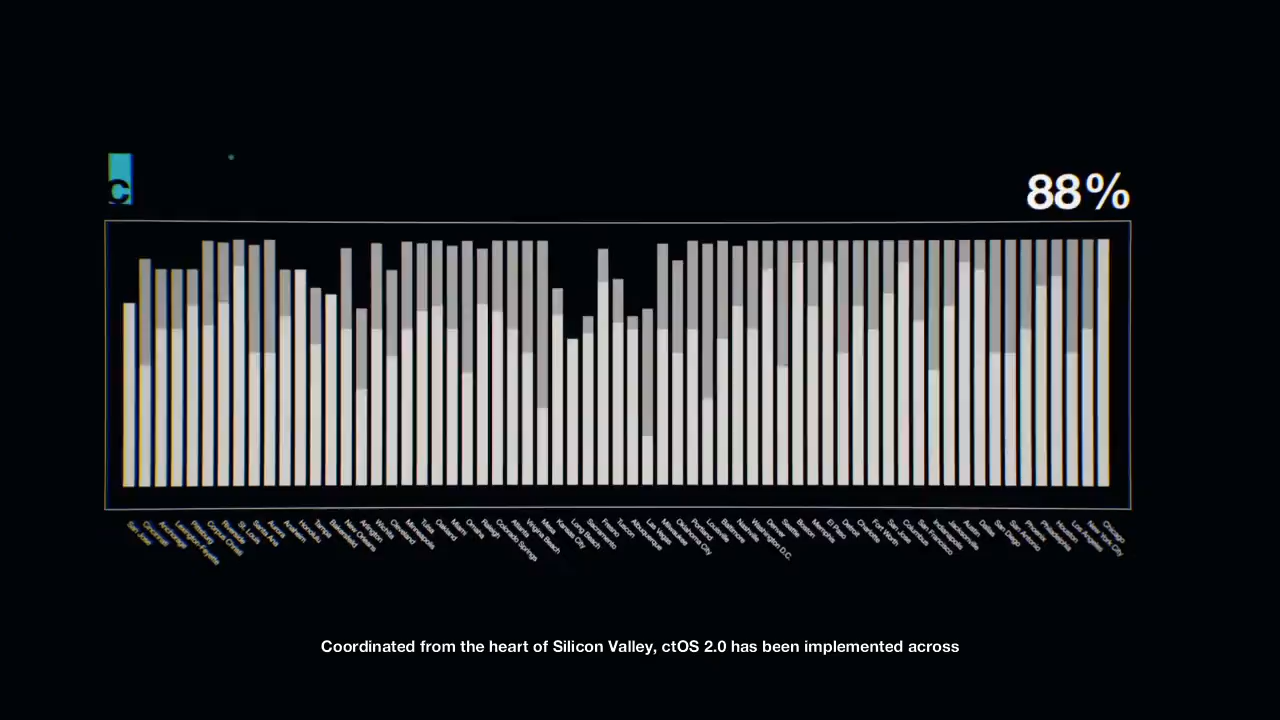 C
88%
San Jose
Cincinnati
Anchorage
Lexington-Fayette
Pittsburg
Corpus Christi
Riverside
St. Louis
Santa Ana
Aurora
Anaheim
Honolulu
Tampa
Bakersfield
New Orleans
Arlington
Wichita
Cleveland
Minneapolis
Tulsa
Oakland
Miami
Omaha
Raleigh
Colorado Springs
Atlanta
Virginia Beach
Mesa
Kansas City
Long Beach
Sacramento
Fresno
Tuscon
Albuquerque
Las Vegas
Milwaukee
Oklahoma City
Portland
Louisville
Baltimore
Nashville
Washington D.C.
Denver
Seattle
Boston
Memphis
El Paso
Detroit
Charlotte
Fort Worth
San Jose
Columbus
San Francisco
Indianapolis
Jacksonville
Austin
Dallas
San Diego
San Antonio
Phoenix
Philadelphia
Houston
Los Angeles
New York City
Chicago
Coordinated from the heart of Silicon Valley, ctOS 2.0 has been implemented across